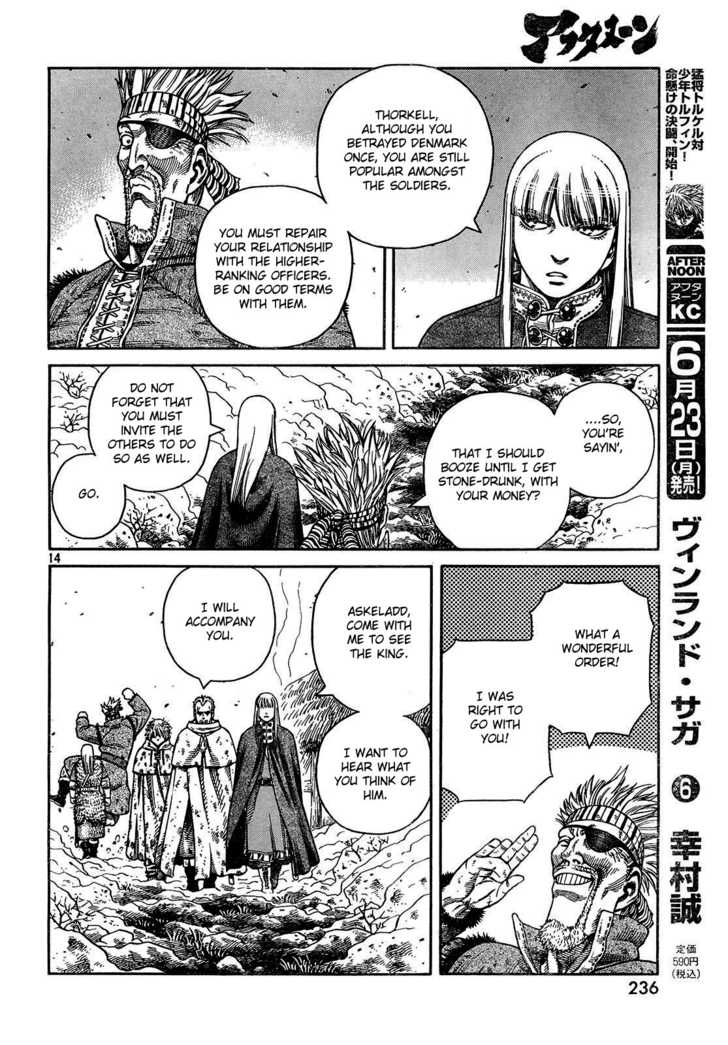 アフタヌーン
THORKELL,
ALTHOUGH YOU
BETRAYED DENMARK
ONCE, YOU ARE STILL
POPULAR AMONGST
THE SOLDIERS.
YOU MUST REPAIR
YOUR RELATIONSHIP
WITH THE HIGHER-
RANKING OFFICERS.
BE ON GOOD TERMS
WITH THEM.
....SO,
YOU'RE
SAYIN',
THAT I SHOULD
BOOZE UNTIL I GET
STONE-DRUNK, WITH
YOUR MONEY?
DO NOT
FORGET THAT
YOU MUST
INVITE THE
OTHERS TO DO
SO AS WELL.
GO.
14
WHAT A
WONDERFUL
ORDER!
I WAS
RIGHT TO
GO WITH
YOU!
ASKELADD,
COME WITH
ME TO SEE
THE KING.
I WANT TO
HEAR WHAT
YOU THINK OF
HIM.
I WILL
ACCOMPANY
YOU.
猛将トルケル対
少年トルフィン!
命懸けの決闘、開始!
AFTER
NOON
アフタ
ヌーン
KC
6月23日(月)発売!
ヴィンランド・サガ
6
幸村誠
定価
590円
(税込)
236